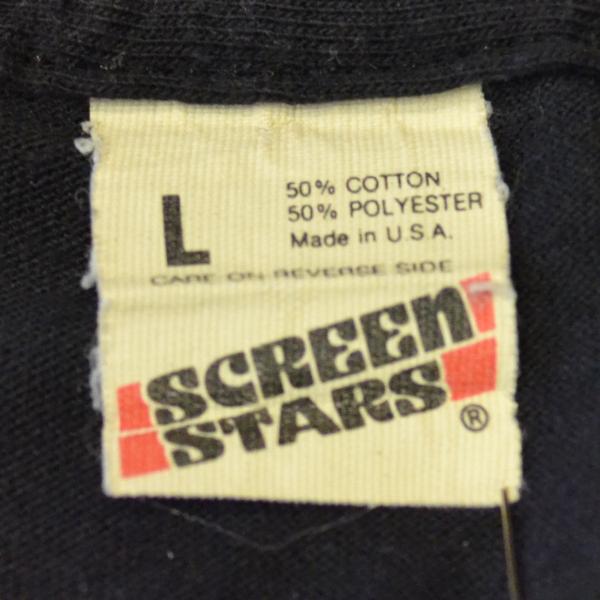 L
50% COTTON
50% POLYESTER
Made in U.S.A.
CARE ON REVERSE SIDE
SCREEN
STARS®